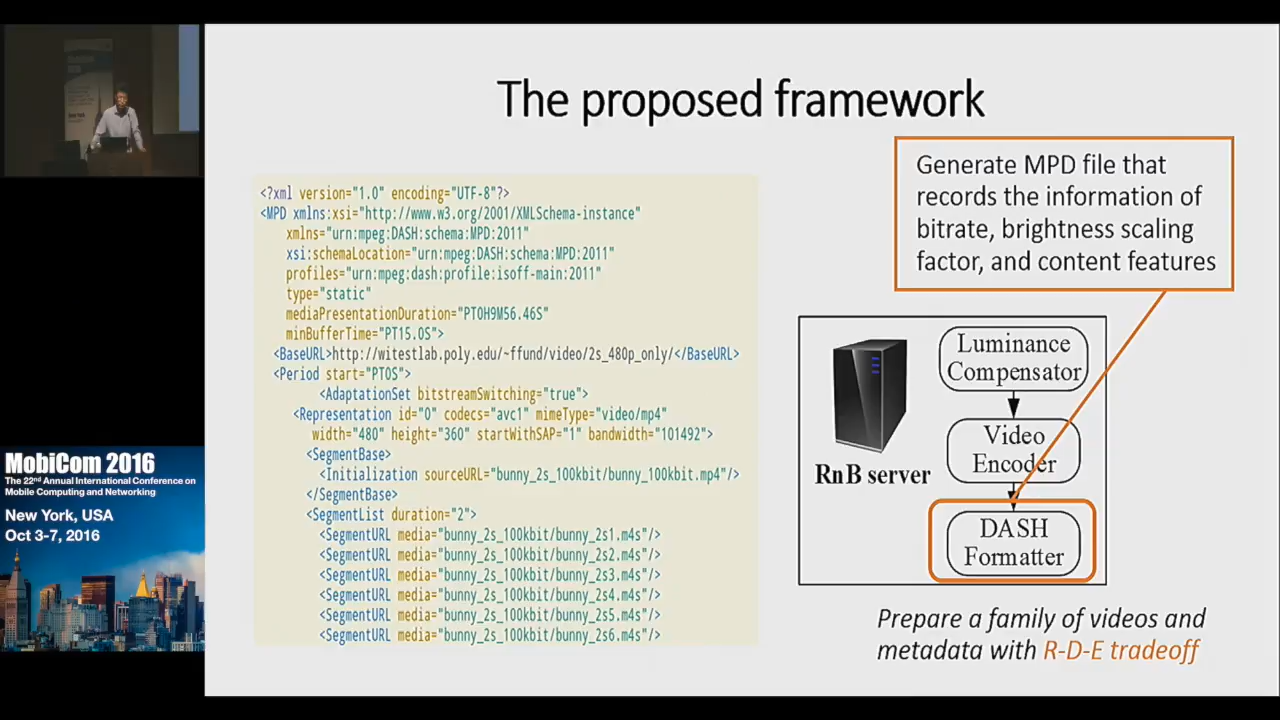 The proposed framework
<?xml version="1.0" encoding="UTF-8"?>
<MPD xmlns:xsi="http://www.w3.org/2001/XMLSchema-instance"
xmlns="urn:mpeg:DASH:schema:MPD:2011"
xsi:schemaLocation="urn:mpeg:DASH:schema:MPD:2011"
profiles="urn:mpeg:dash:profile:isoff-main:2011"
type="static"
mediaPresentationDuration="PT0H9M56.46S"
minBufferTime="PT15.0S">
<BaseURL>http://witestlab.poly.edu/~ffund/video/2s_480p_only/</BaseURL>
<Period start="PT0S">
<AdaptationSet bitstreamSwitching="true">
<Representation id="0" codecs="avc1" mimeType="video/mp4"
width="480" height="360" startWithSAP="1" bandwidth="101492">
<SegmentBase>
<Initialization sourceURL="bunny_2s_100kbit/bunny_100kbit.mp4"/>
</SegmentBase>
<SegmentList duration="2">
<SegmentURL media="bunny_2s_100kbit/bunny_2s1.m4s"/>
<SegmentURL media="bunny_2s_100kbit/bunny_2s2.m4s"/>
<SegmentURL media="bunny_2s_100kbit/bunny_2s3.m4s"/>
<SegmentURL media="bunny_2s_100kbit/bunny_2s4.m4s"/>
<SegmentURL media="bunny_2s_100kbit/bunny_2s5.m4s"/>
<SegmentURL media="bunny_2s_100kbit/bunny_2s6.m4s"/>
Generate MPD file that
records the information of
bitrate, brightness scaling
factor, and content features
Luminance
Compensator
Video
Encoder
RnB server
DASH
Formatter
Prepare a family of videos and
metadata with R-D-E tradeoff
MobiCom 2016
The 22nd Annual International Conference on
Mobile Computing and Networking
New York, USA
Oct 3-7, 2016